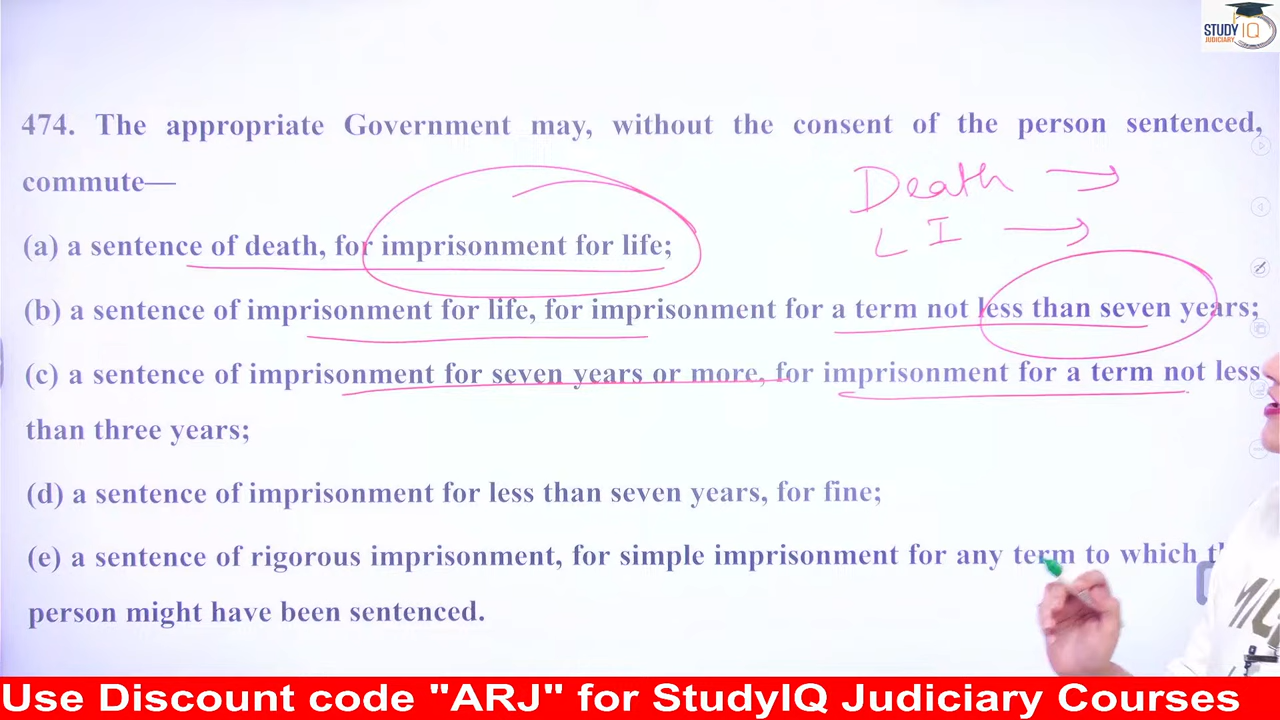 STUDY IQ
JUDICIARY
474. The appropriate Government may, without the consent of the person sentenced,
commute—
Death →
(a) a sentence of death, for imprisonment for life;
LI →
(b) a sentence of imprisonment for life, for imprisonment for a term not less than seven years;
(c) a sentence of imprisonment for seven years or more, for imprisonment for a term not less
than three years;
(d) a sentence of imprisonment for less than seven years, for fine;
(e) a sentence of rigorous imprisonment, for simple imprisonment for any term to which
person might have been sentenced.
Use Discount code "ARJ" for StudyIQ Judiciary Courses